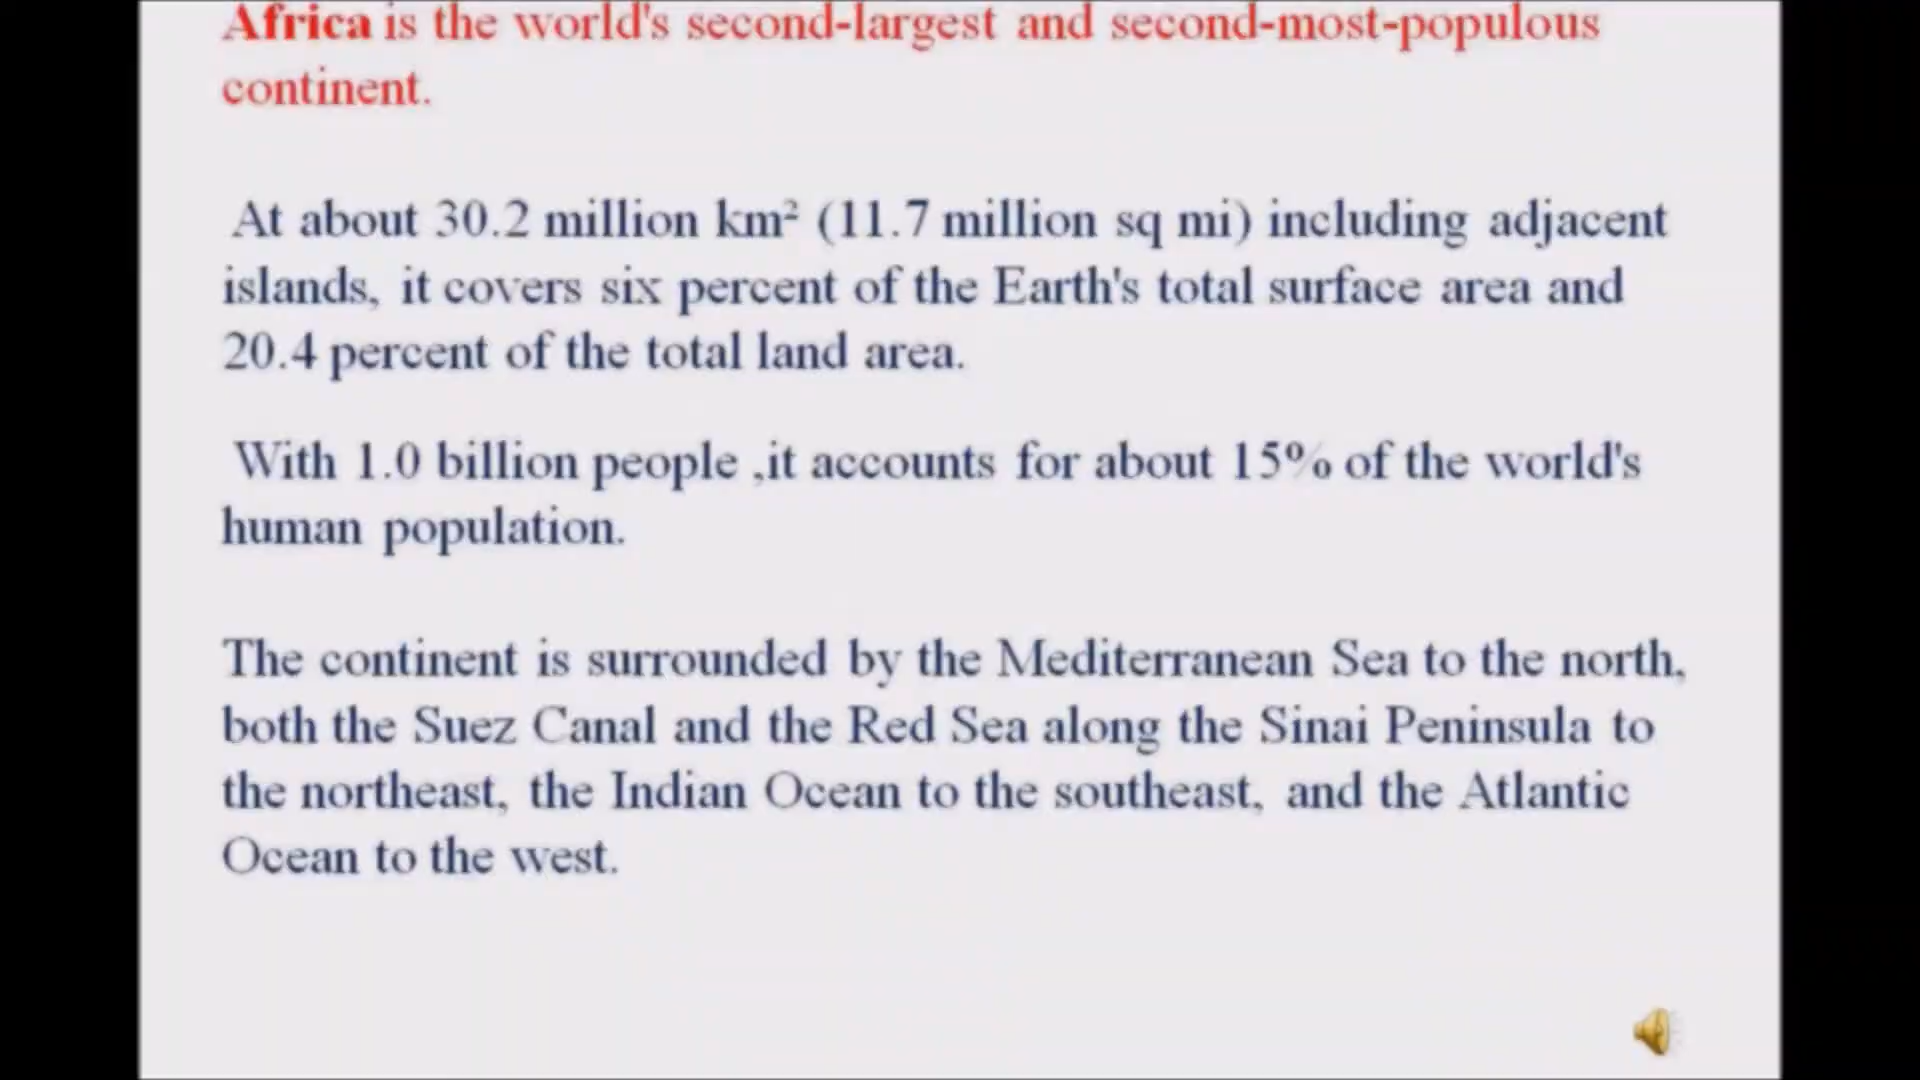 Africa is the world's second-largest and second-most-populous
continent.
At about 30.2 million km² (11.7 million sq mi) including adjacent
islands, it covers six percent of the Earth's total surface area and
20.4 percent of the total land area.
With 1.0 billion people ,it accounts for about 15% of the world's
human population.
The continent is surrounded by the Mediterranean Sea to the north,
both the Suez Canal and the Red Sea along the Sinai Peninsula to
the northeast, the Indian Ocean to the southeast, and the Atlantic
Ocean to the west.